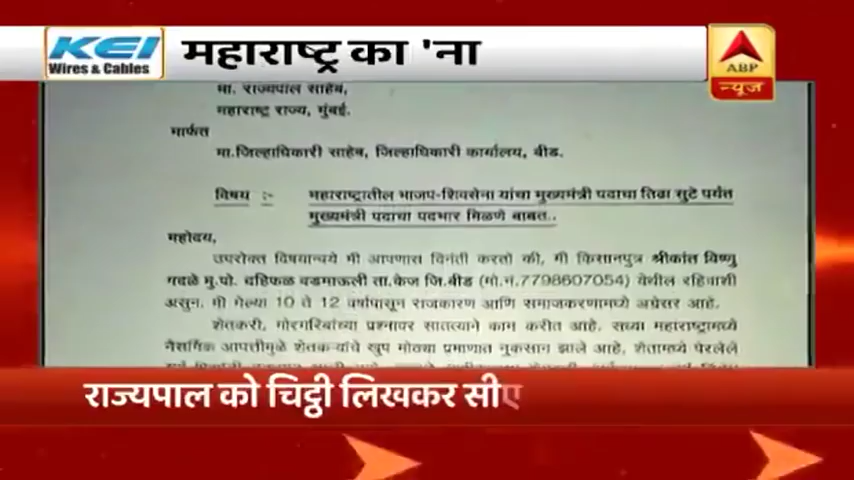 KEI
Wires & Cables
महाराष्ट्र का 'ना
ABP
न्यूज़
मा. राज्यपाल साहेब,
महाराष्ट्र राज्य, मुंबई.
मार्फत
मा.जिल्हाधिकारी साहेब, जिल्हाधिकारी कार्यालय, बीड.
विषय :- महाराष्ट्रातील भाजप-शिवसेना यांचा मुख्यमंत्री पदाचा तिढा सुटे पर्यंत
मुख्यमंत्री पदाचा पदभार मिळणे बाबत..
महोदय,
उपरोक्त विषयान्वये मी आपणास विनंती करतो की, मी किसानपुत्र श्रीकांत विष्णु
गदळे मु.पो. दहिफळ वडमाऊली ता.केज जि.बीड (मो.नं.7798607054) येथील रहिवाशी
असुन, मी गेल्या 10 ते 12 वर्षापासून राजकारण आणि समाजकरणामध्ये अग्रेसर आहे.
शेतकरी, गोरगरिबांच्या प्रश्नावर सातत्याने काम करीत आहे. सध्या महाराष्ट्रामध्ये
नैसर्गिक आपत्तीमुळे शेतकऱ्यांचे खुप मोठ्या प्रमाणात नुकसान झाले आहे. शेतामध्ये पेरलेले
राज्यपाल को चिट्ठी लिखकर सीए